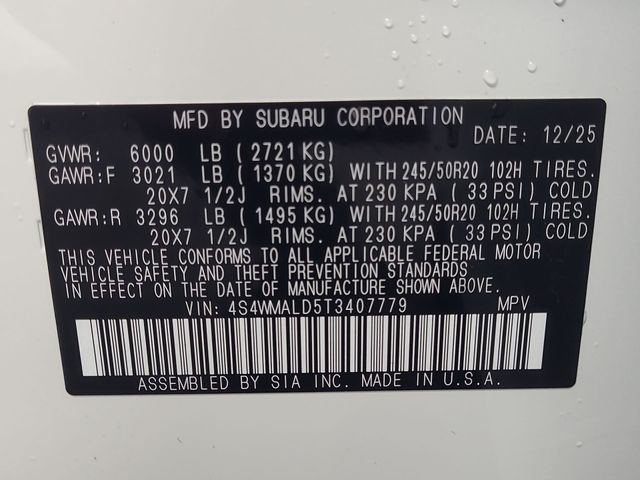 MFD BY SUBARU CORPORATION
DATE: 12/25
GVWR: 6000 LB ( 2721 KG)
GAWR:F 3021 LB ( 1370 KG) WITH 245/50R20 102H TIRES.
20X7 1/2J RIMS. AT 230 KPA ( 33 PSI) COLD
GAWR:R 3296 LB ( 1495 KG) WITH 245/50R20 102H TIRES.
20X7 1/2J RIMS. AT 230 KPA ( 33 PSI) COLD
THIS VEHICLE CONFORMS TO ALL APPLICABLE FEDERAL MOTOR
VEHICLE SAFETY AND THEFT PREVENTION STANDARDS IN
EFFECT ON THE DATE OF MANUFACTURE SHOWN ABOVE.
VIN: 4S4WMALD5T3407779 MPV
ASSEMBLED BY SIA INC. MADE IN U.S.A.